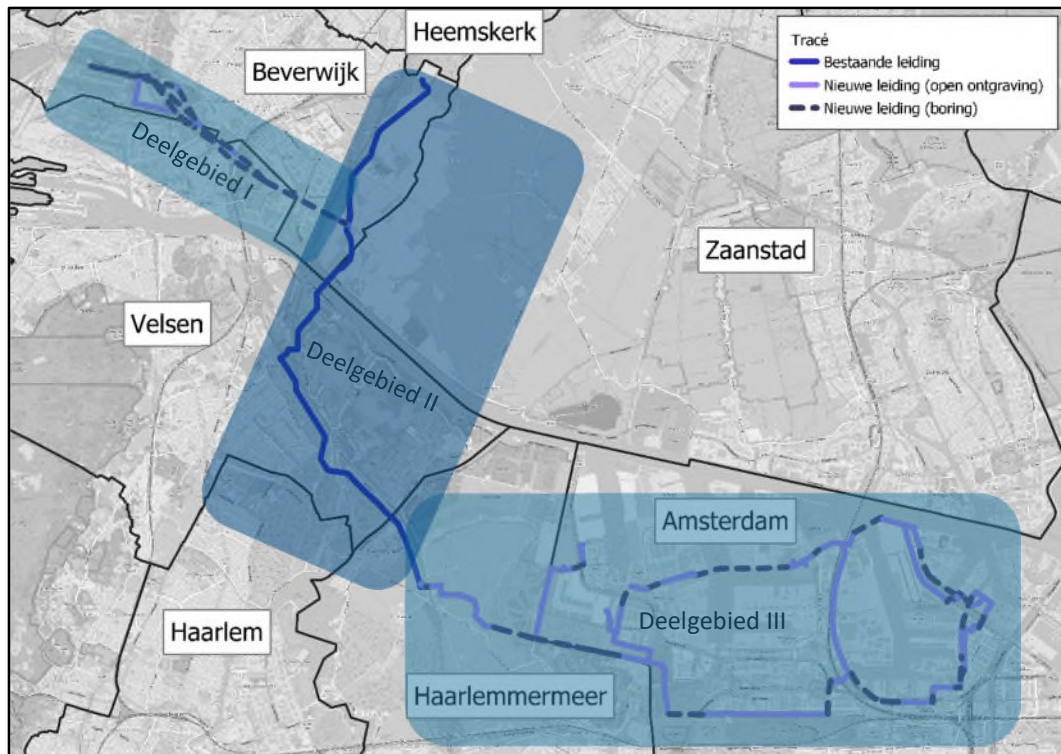 Heemskerk
Beverwijk
Tracé
Bestaande leiding
Nieuwe leiding (open ontgraving)
Nieuwe leiding (boring)
Deelgebied I
Zaanstad
Velsen
Deelgebied II
Amsterdam
Deelgebied III
Haarlem
Haarlemmermeer